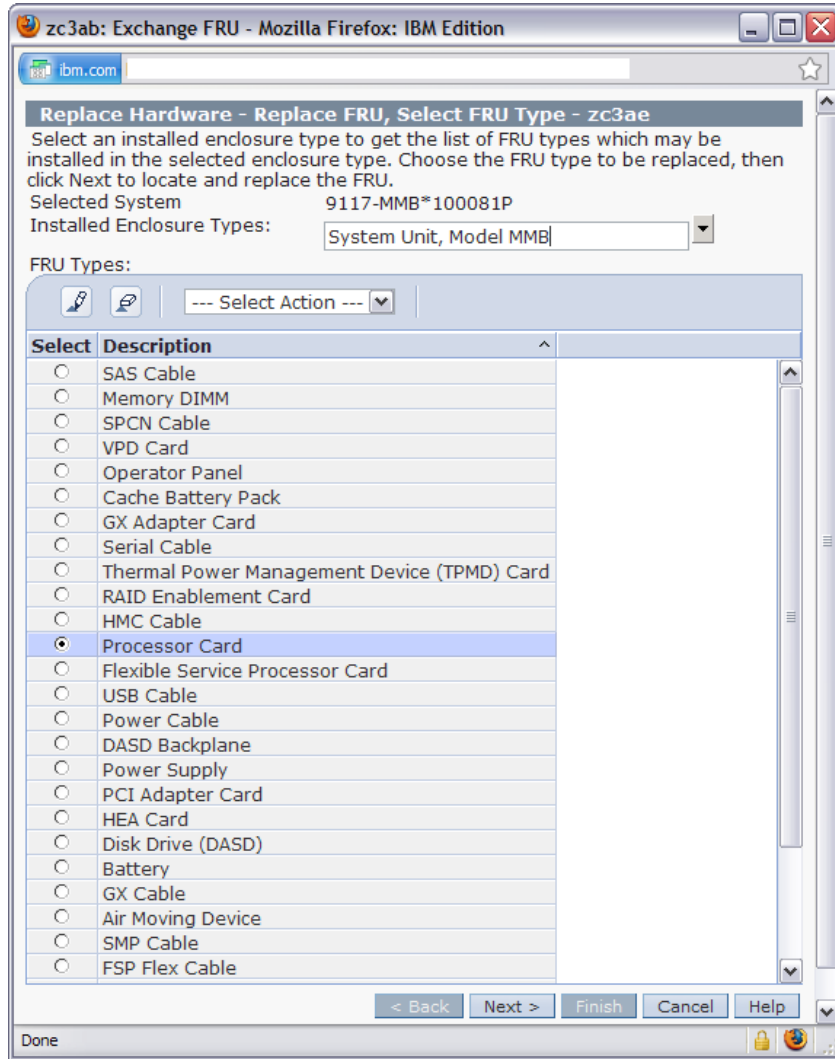 zc3ab: Exchange FRU - Mozilla Firefox: IBM Edition
ibm.com
Replace Hardware - Replace FRU, Select FRU Type - zc3ae
Select an installed enclosure type to get the list of FRU types which may be
installed in the selected enclosure type. Choose the FRU type to be replaced, then
click Next to locate and replace the FRU.
Selected System 9117-MMB*100081P
Installed Enclosure Types: System Unit, Model MMB
FRU Types:
--- Select Action ---
Select Description
SAS Cable
Memory DIMM
SPCN Cable
VPD Card
Operator Panel
Cache Battery Pack
GX Adapter Card
Serial Cable
Thermal Power Management Device (TPMD) Card
RAID Enablement Card
HMC Cable
Processor Card
Flexible Service Processor Card
USB Cable
Power Cable
DASD Backplane
Power Supply
PCI Adapter Card
HEA Card
Disk Drive (DASD)
Battery
GX Cable
Air Moving Device
SMP Cable
FSP Flex Cable
< Back Next > Finish Cancel Help
Done